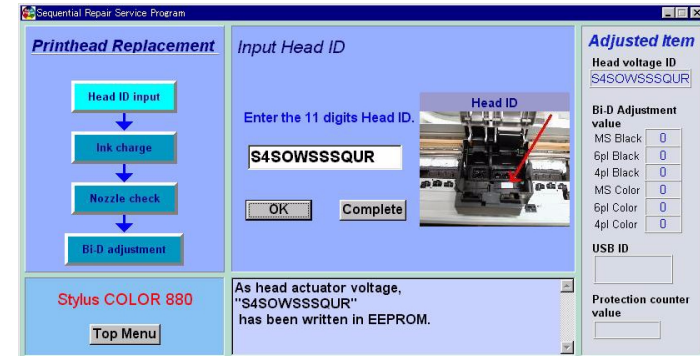 Sequential Repair Service Program
Printhead Replacement
Head ID input
Ink charge
Nozzle check
Bi-D adjustment
Stylus COLOR 880
Top Menu
Input Head ID
Enter the 11 digits Head ID.
S4SOWSSSQUR
OK
Complete
Head ID
As head actuator voltage,
"S4SOWSSSQUR"
has been written in EEPROM.
Adjusted Item
Head voltage ID
S4SOWSSSQUR
Bi-D Adjustment
value
MS Black 0
6pl Black 0
4pl Black 0
MS Color 0
6pl Color 0
4pl Color 0
USB ID
Protection counter
value